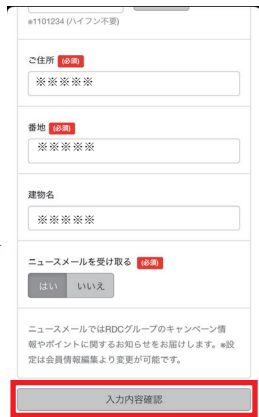 ※1101234 (ハイフン不要)
ご住所 (必須)
※※※※※
番地 (必須)
※※※※※
建物名
※※※※※
ニュースメールを受け取る (必須)
はい いいえ
ニュースメールではRDCグループのキャンペーン情
報やポイントに関するお知らせをお届けします。※設
定は会員情報編集より変更が可能です。
入力内容確認